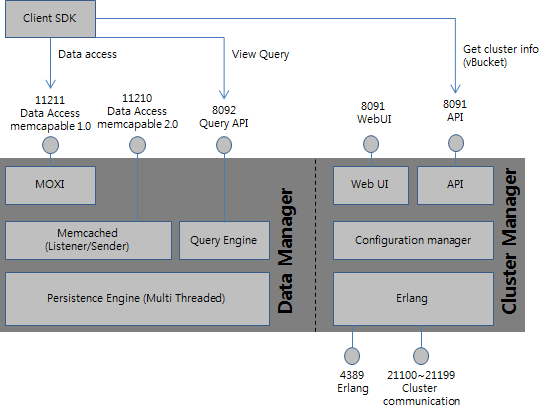 Client SDK
Data access
View Query
Get cluster info
(vBucket)
11211
Data Access
memcapable 1.0
11210
Data Access
memcapable 2.0
8092
Query API
8091
WebUI
8091
API
MOXI
Web UI
API
Memcached
(Listener/Sender)
Query Engine
Configuration manager
Persistence Engine (Multi Threaded)
Erlang
Data Manager
Cluster Manager
4389
Erlang
21100~21199
Cluster
communication